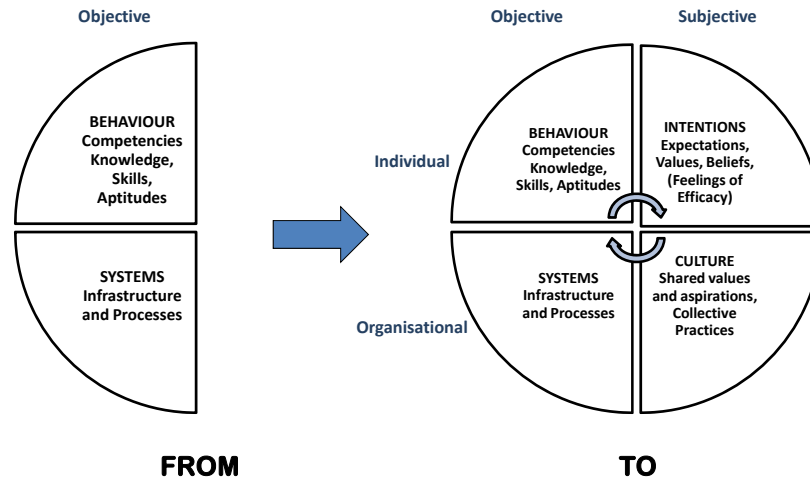 Objective
BEHAVIOUR
Competencies
Knowledge,
Skills,
Aptitudes
SYSTEMS
Infrastructure
and Processes
FROM
Objective
Subjective
Individual
BEHAVIOUR
Competencies
Knowledge,
Skills, Aptitudes
INTENTIONS
Expectations,
Values, Beliefs,
(Feelings of
Efficacy)
Organisational
SYSTEMS
Infrastructure
and Processes
CULTURE
Shared values
and aspirations,
Collective
Practices
TO